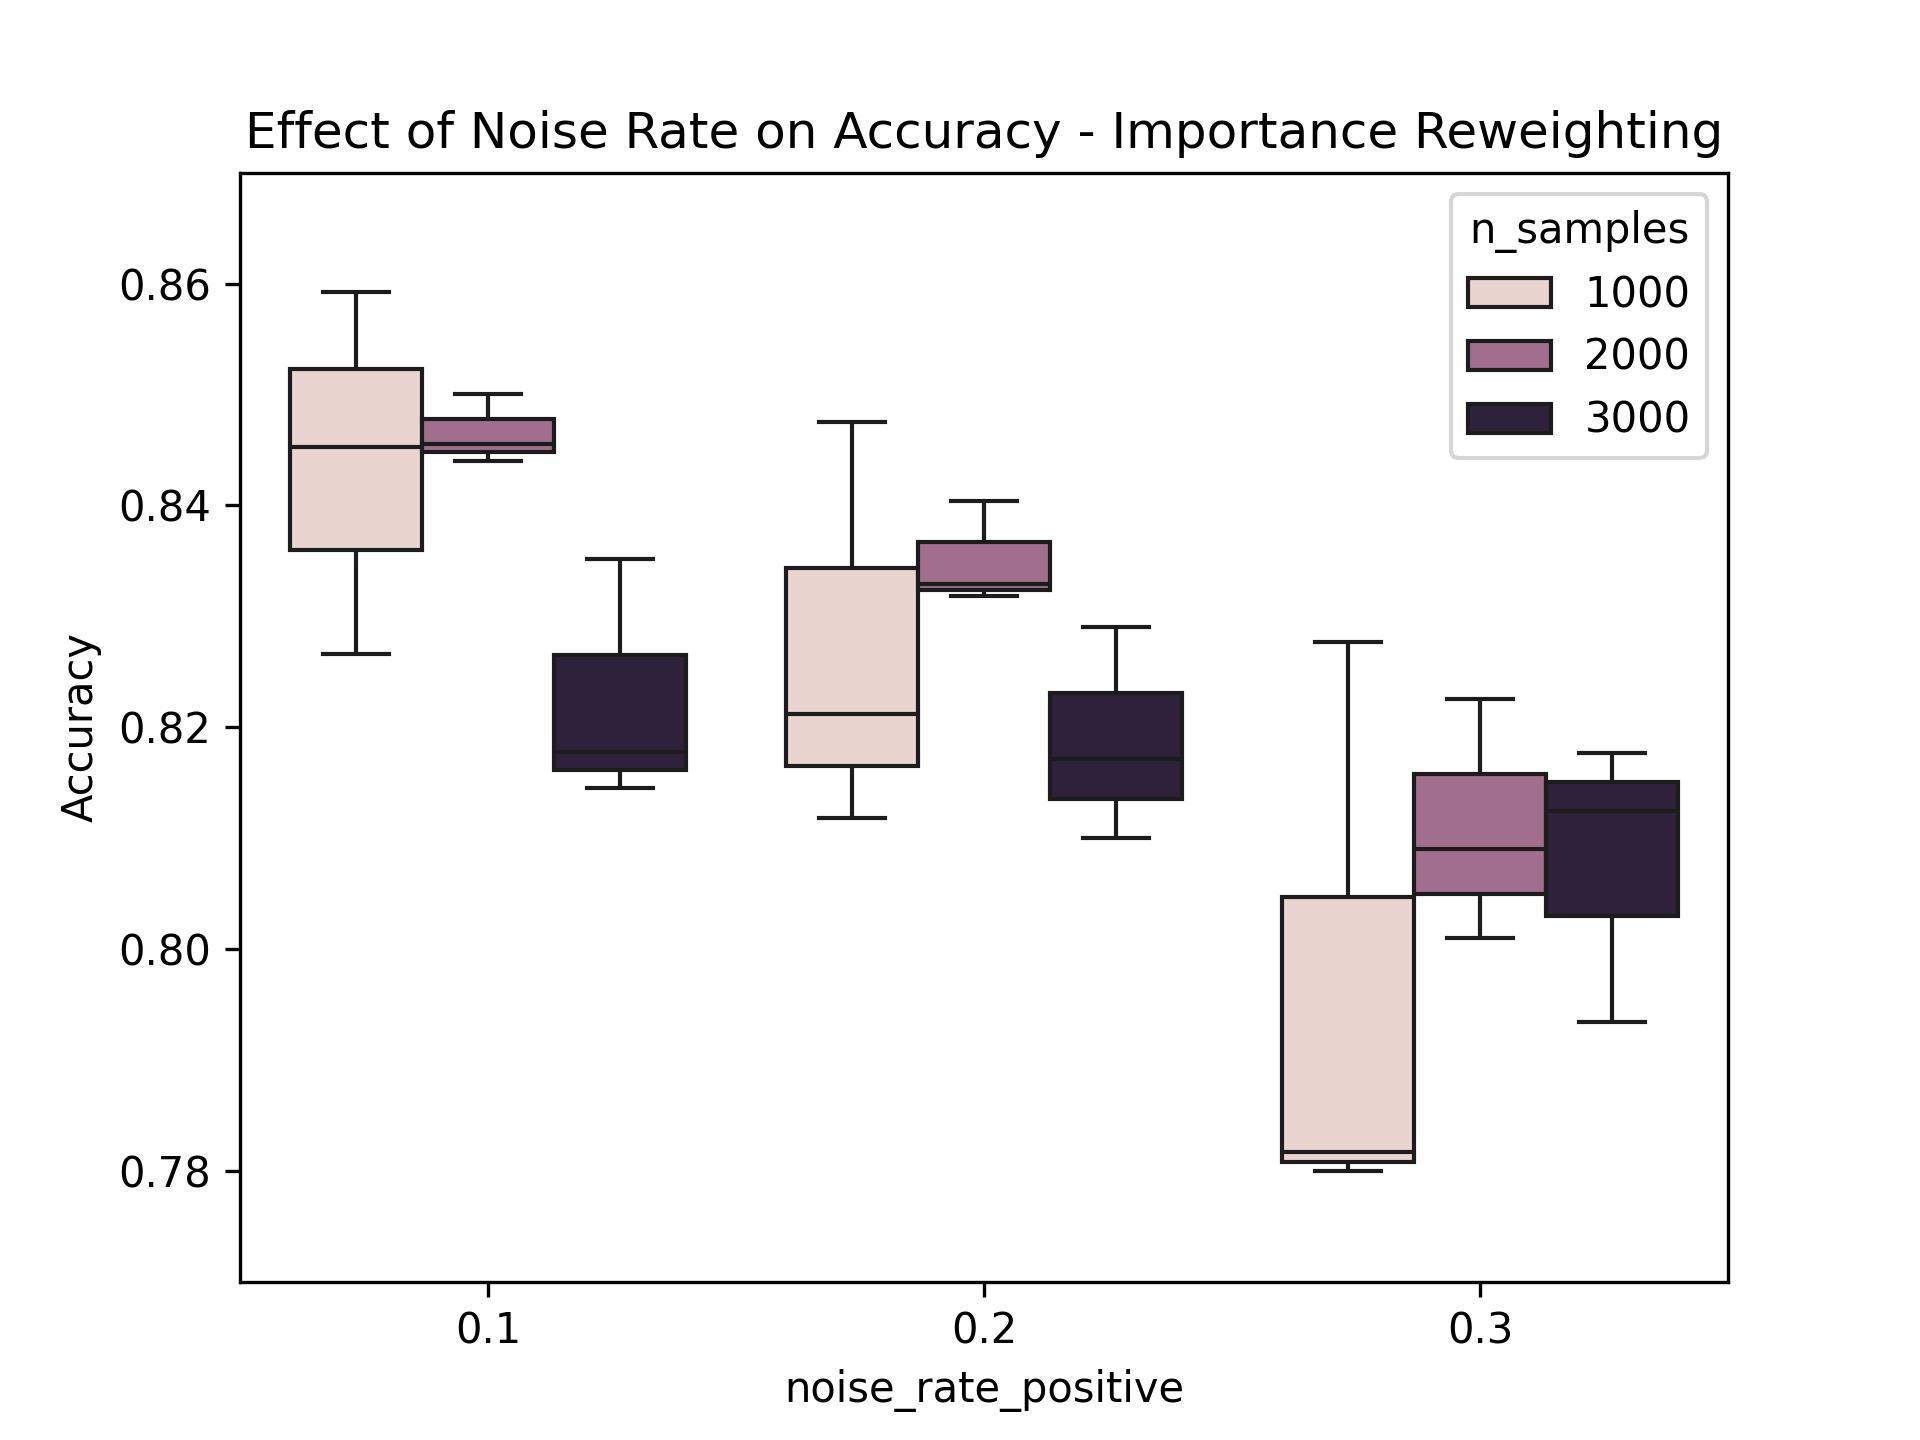 Effect of Noise Rate on Accuracy - Importance Reweighting
n_samples
1000
2000
3000
Accuracy
0.86
0.84
0.82
0.80
0.78
0.1 0.2 0.3
noise_rate_positive